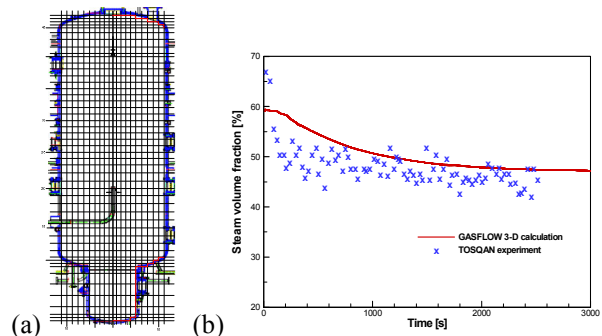 (a)
(b)
Steam volume fraction [%]
70
60
50
40
30
20
0
1000
2000
3000
Time [s]
GASFLOW 3-D calculation
TOSQAN experiment